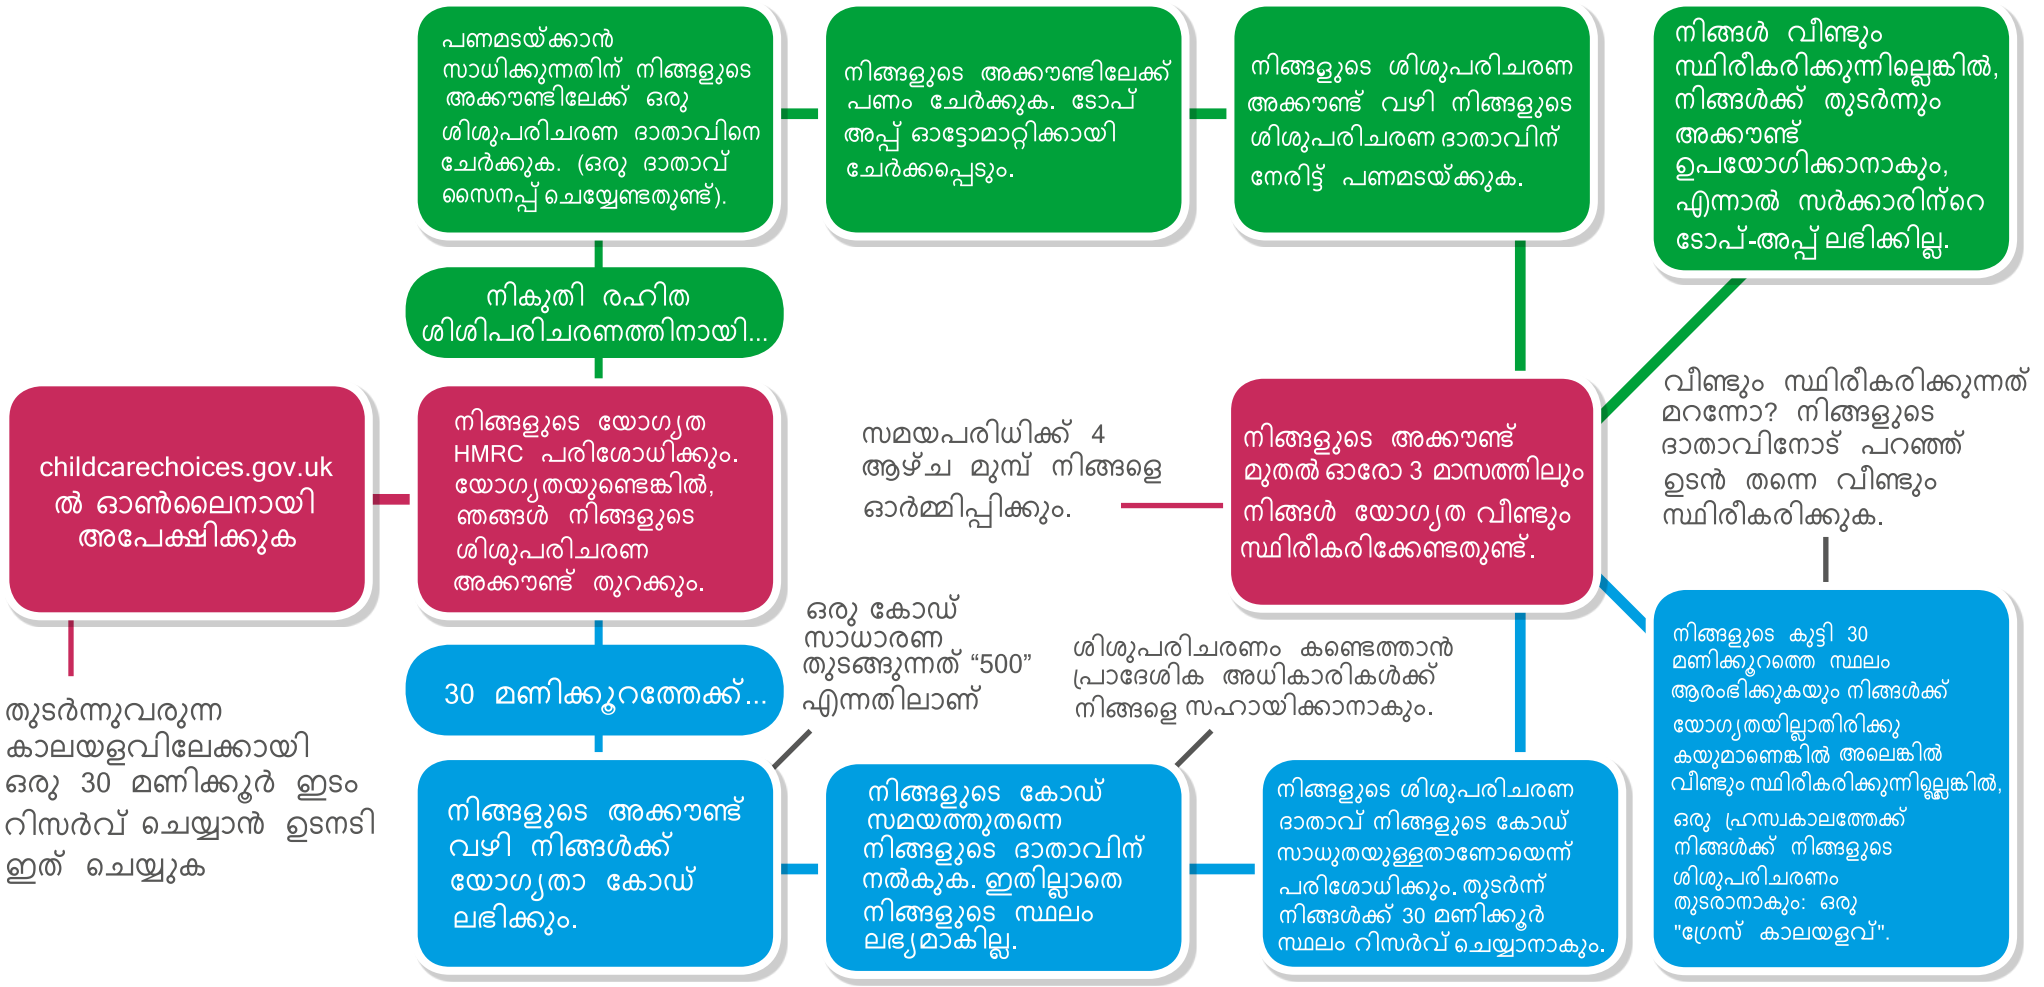 പണമടയ്ക്കാൻ
സാധിക്കുന്നതിന് നിങ്ങളുടെ
അക്കൗണ്ടിലേക്ക് ഒരു
ശിശുപരിചരണ ദാതാവിനെ
ചേർക്കുക. (ഒരു ദാതാവ്
സൈനപ്പ് ചെയ്യേണ്ടതുണ്ട്).
നിങ്ങളുടെ അക്കൗണ്ടിലേക്ക്
പണം ചേർക്കുക. ടോപ്
അപ്പ് ഓട്ടോമാറ്റിക്കായി
ചേർക്കപ്പെടും.
നിങ്ങളുടെ ശിശുപരിചരണ
അക്കൗണ്ട് വഴി നിങ്ങളുടെ
ശിശുപരിചരണ ദാതാവിന്
നേരിട്ട് പണമടയ്ക്കുക.
നിങ്ങൾ വീണ്ടും
സ്ഥിരീകരിക്കുന്നില്ലെങ്കിൽ,
നിങ്ങൾക്ക് തുടർന്നും
അക്കൗണ്ട്
ഉപയോഗിക്കാനാകും,
എന്നാൽ സർക്കാരിന്റെ
ടോപ്-അപ്പ് ലഭിക്കില്ല.
നികുതി രഹിത
ശിശിപരിചരണത്തിനായി...
childcarechoices.gov.uk
ൽ ഓൺലൈനായി
അപേക്ഷിക്കുക
നിങ്ങളുടെ യോഗ്യത
HMRC പരിശോധിക്കും.
യോഗ്യതയുണ്ടെങ്കിൽ,
ഞങ്ങൾ നിങ്ങളുടെ
ശിശുപരിചരണ
അക്കൗണ്ട് തുറക്കും.
സമയപരിധിക്ക് 4
ആഴ്ച മുമ്പ് നിങ്ങളെ
ഓർമ്മിപ്പിക്കും.
നിങ്ങളുടെ അക്കൗണ്ട്
മുതൽ ഓരോ 3 മാസത്തിലും
നിങ്ങൾ യോഗ്യത വീണ്ടും
സ്ഥിരീകരിക്കേണ്ടതുണ്ട്.
വീണ്ടും സ്ഥിരീകരിക്കുന്നത്
മറന്നോ? നിങ്ങളുടെ
ദാതാവിനോട് പറഞ്ഞ്
ഉടൻ തന്നെ വീണ്ടും
സ്ഥിരീകരിക്കുക.
തുടർന്നുവരുന്ന
കാലയളവിലേക്കായി
ഒരു 30 മണിക്കൂർ ഇടം
റിസർവ് ചെയ്യാൻ ഉടനടി
ഇത് ചെയ്യുക
30 മണിക്കൂറത്തേക്ക്...
ഒരു കോഡ്
സാധാരണ
തുടങ്ങുന്നത് “500”
എന്നതിലാണ്
ശിശുപരിചരണം കണ്ടെത്താൻ
പ്രാദേശിക അധികാരികൾക്ക്
നിങ്ങളെ സഹായിക്കാനാകും.
നിങ്ങളുടെ അക്കൗണ്ട്
വഴി നിങ്ങൾക്ക്
യോഗ്യതാ കോഡ്
ലഭിക്കും.
നിങ്ങളുടെ കോഡ്
സമയത്തുതന്നെ
നിങ്ങളുടെ ദാതാവിന്
നൽകുക. ഇതില്ലാതെ
നിങ്ങളുടെ സ്ഥലം
ലഭ്യമാകില്ല.
നിങ്ങളുടെ ശിശുപരിചരണ
ദാതാവ് നിങ്ങളുടെ കോഡ്
സാധുതയുള്ളതാണോയെന്ന്
പരിശോധിക്കും. തുടർന്ന്
നിങ്ങൾക്ക് 30 മണിക്കൂർ
സ്ഥലം റിസർവ് ചെയ്യാനാകും.
നിങ്ങളുടെ കുട്ടി 30
മണിക്കൂറത്തെ സ്ഥലം
ആരംഭിക്കുകയും നിങ്ങൾക്ക്
യോഗ്യതയില്ലാതിരിക്കു
കയുമാണെങ്കിൽ അലെങ്കിൽ
വീണ്ടും സ്ഥിരീകരിക്കുന്നില്ലെങ്കിൽ,
ഒരു ഹ്രസ്വകാലത്തേക്ക്
നിങ്ങൾക്ക് നിങ്ങളുടെ
ശിശുപരിചരണം
തുടരാനാകും: ഒരു
"ഗ്രേസ് കാലയളവ്".